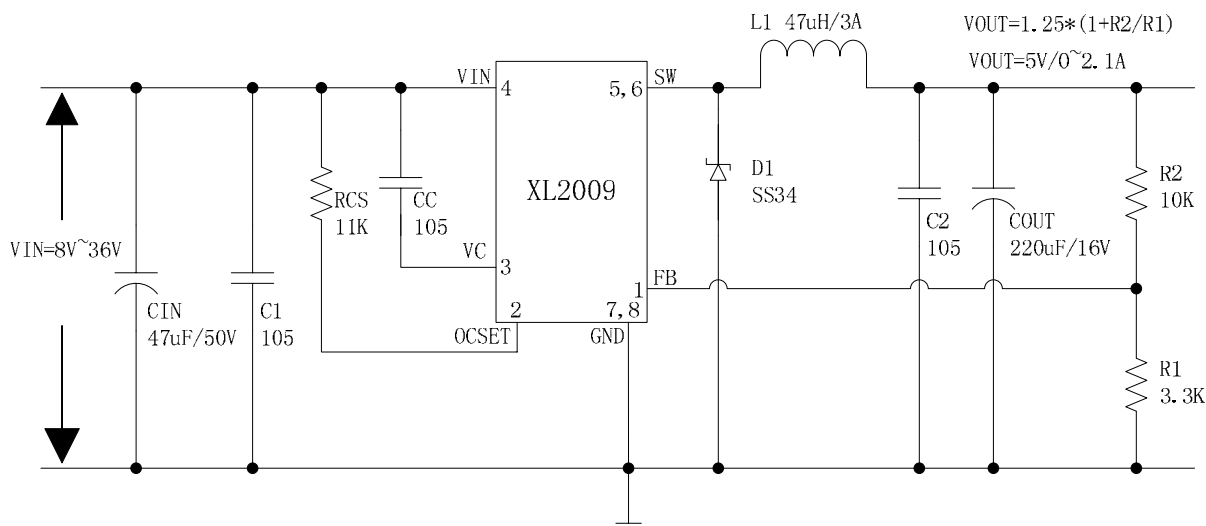 L1 47uH/3A
VOUT=1.25*(1+R2/R1)
VOUT=5V/0~2.1A
VIN
4
5,6
SW
XL2009
RCS
11K
CC
105
D1
SS34
R2
10K
C2
105
COUT
220uF/16V
VIN=8V~36V
VC
3
1
FB
CIN
47uF/50V
C1
105
2
7,8
OCSET
GND
R1
3.3K